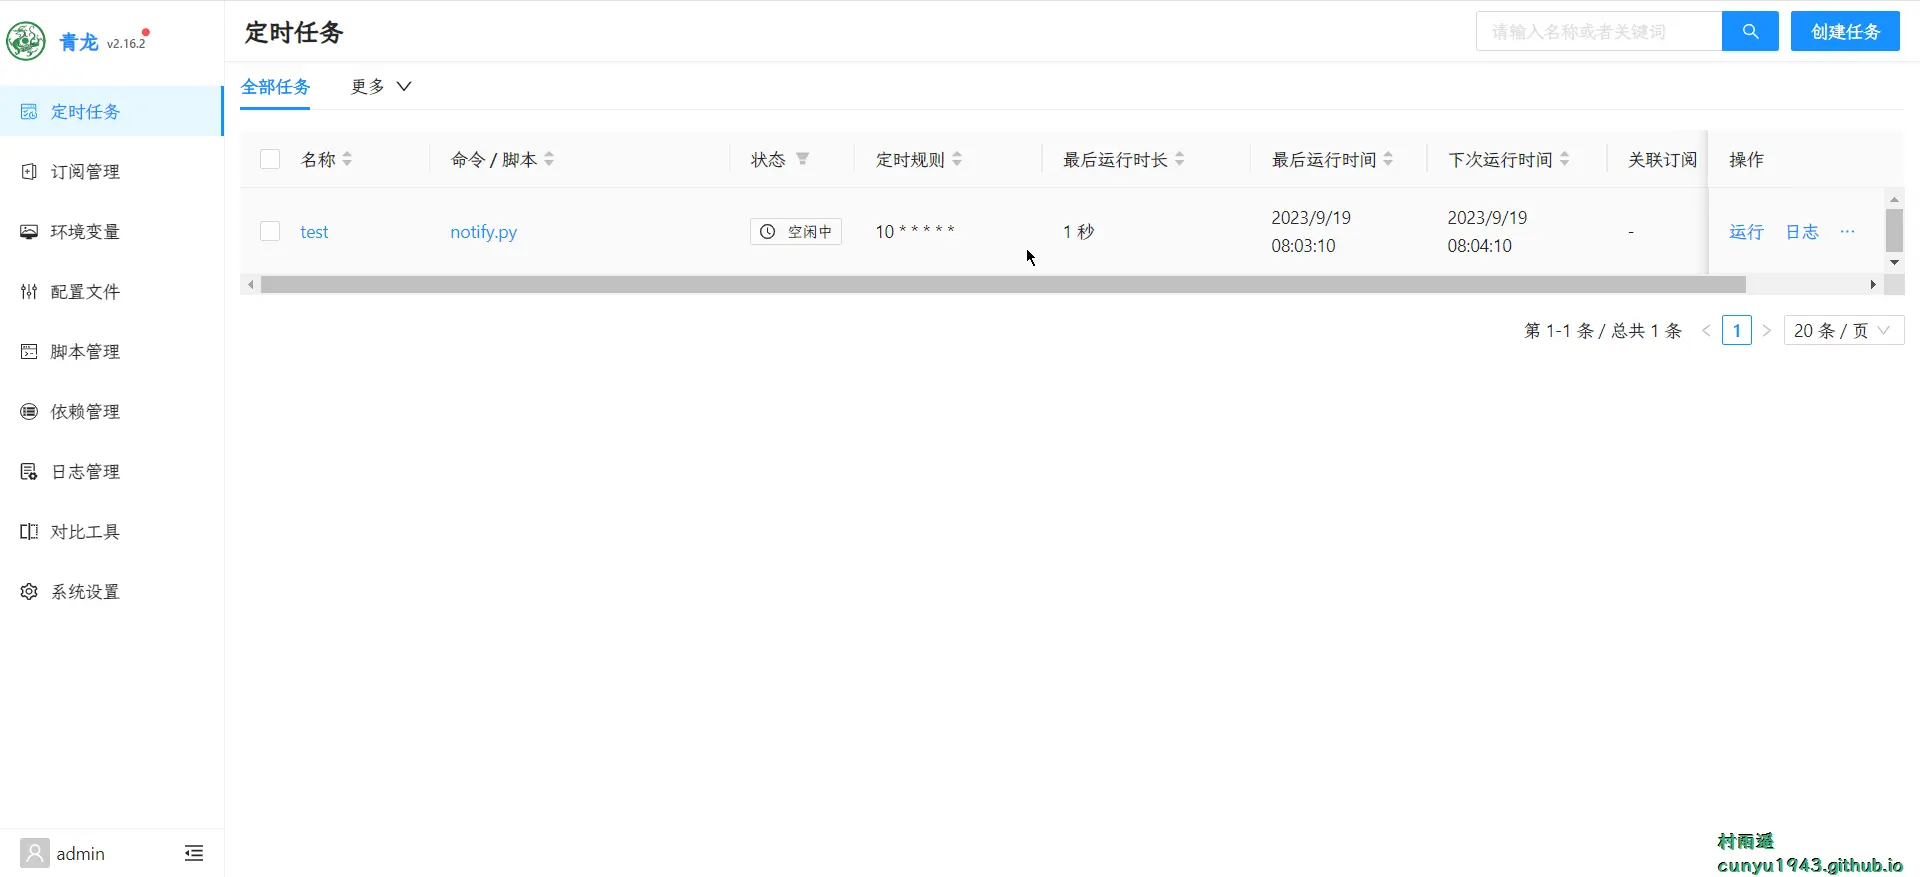 青龙 v2.16.2
定时任务
请输入名称或者关键词
创建任务
全部任务 更多
定时任务
订阅管理
环境变量
配置文件
脚本管理
依赖管理
日志管理
对比工具
系统设置
名称 命令 / 脚本 状态 定时规则 最后运行时长 最后运行时间 下次运行时间 关联订阅 操作
test notify.py 空闲中 10 * * * * * 1 秒 2023/9/19 08:03:10 2023/9/19 08:04:10 - 运行 日志 ...
第 1-1 条 / 总共 1 条 < 1 > 20 条 / 页
admin
村雨遥
cunyu1943.github.io